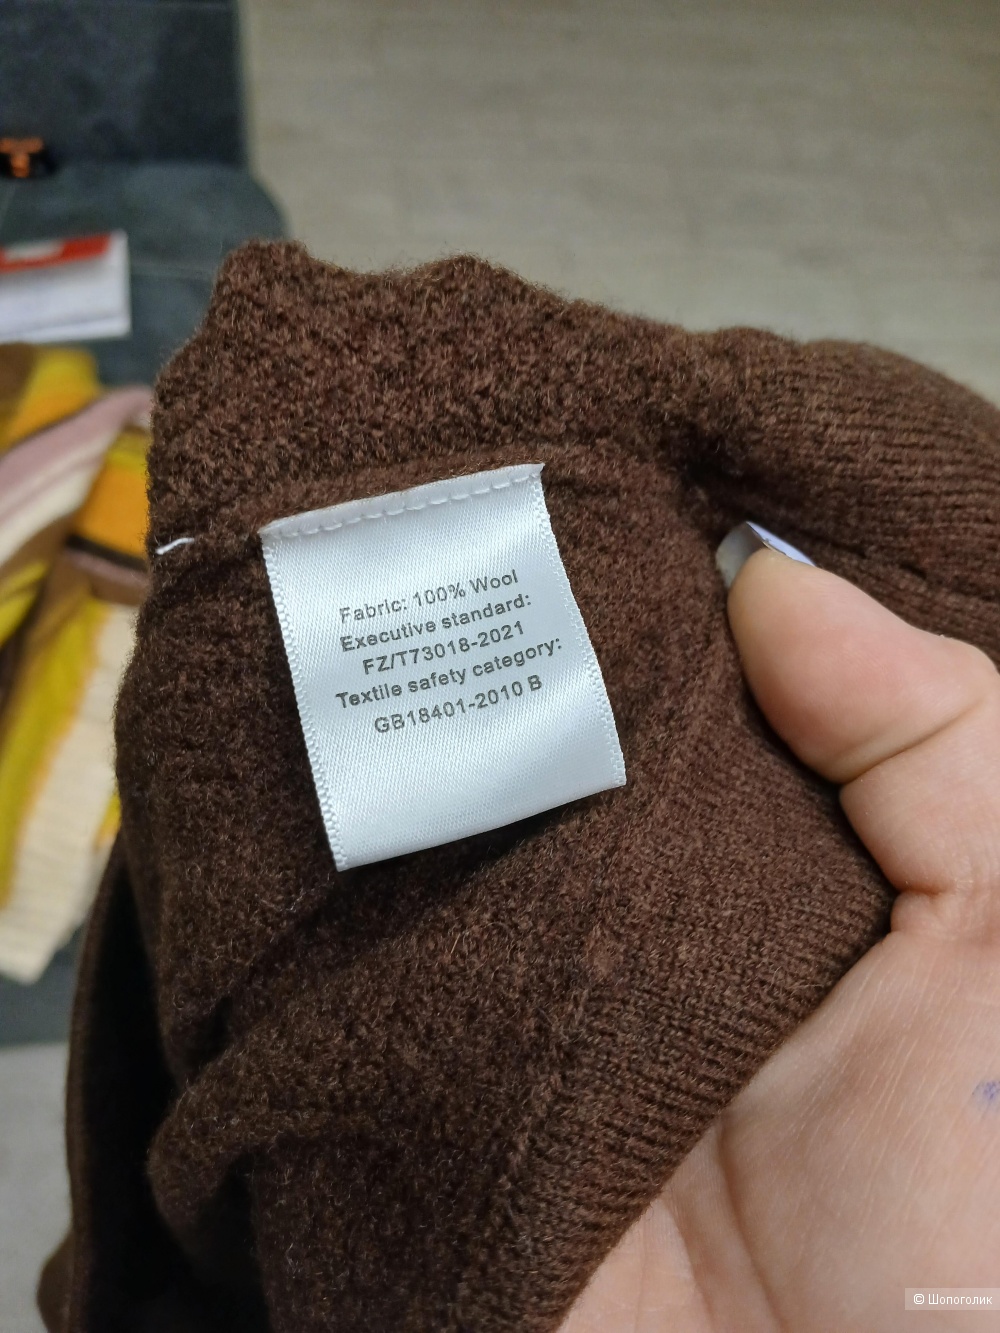 Fabric: 100% Wool
Executive standard:
FZ/T73018-2021
Textile safety category:
GB18401-2010 B
© Шопоголик